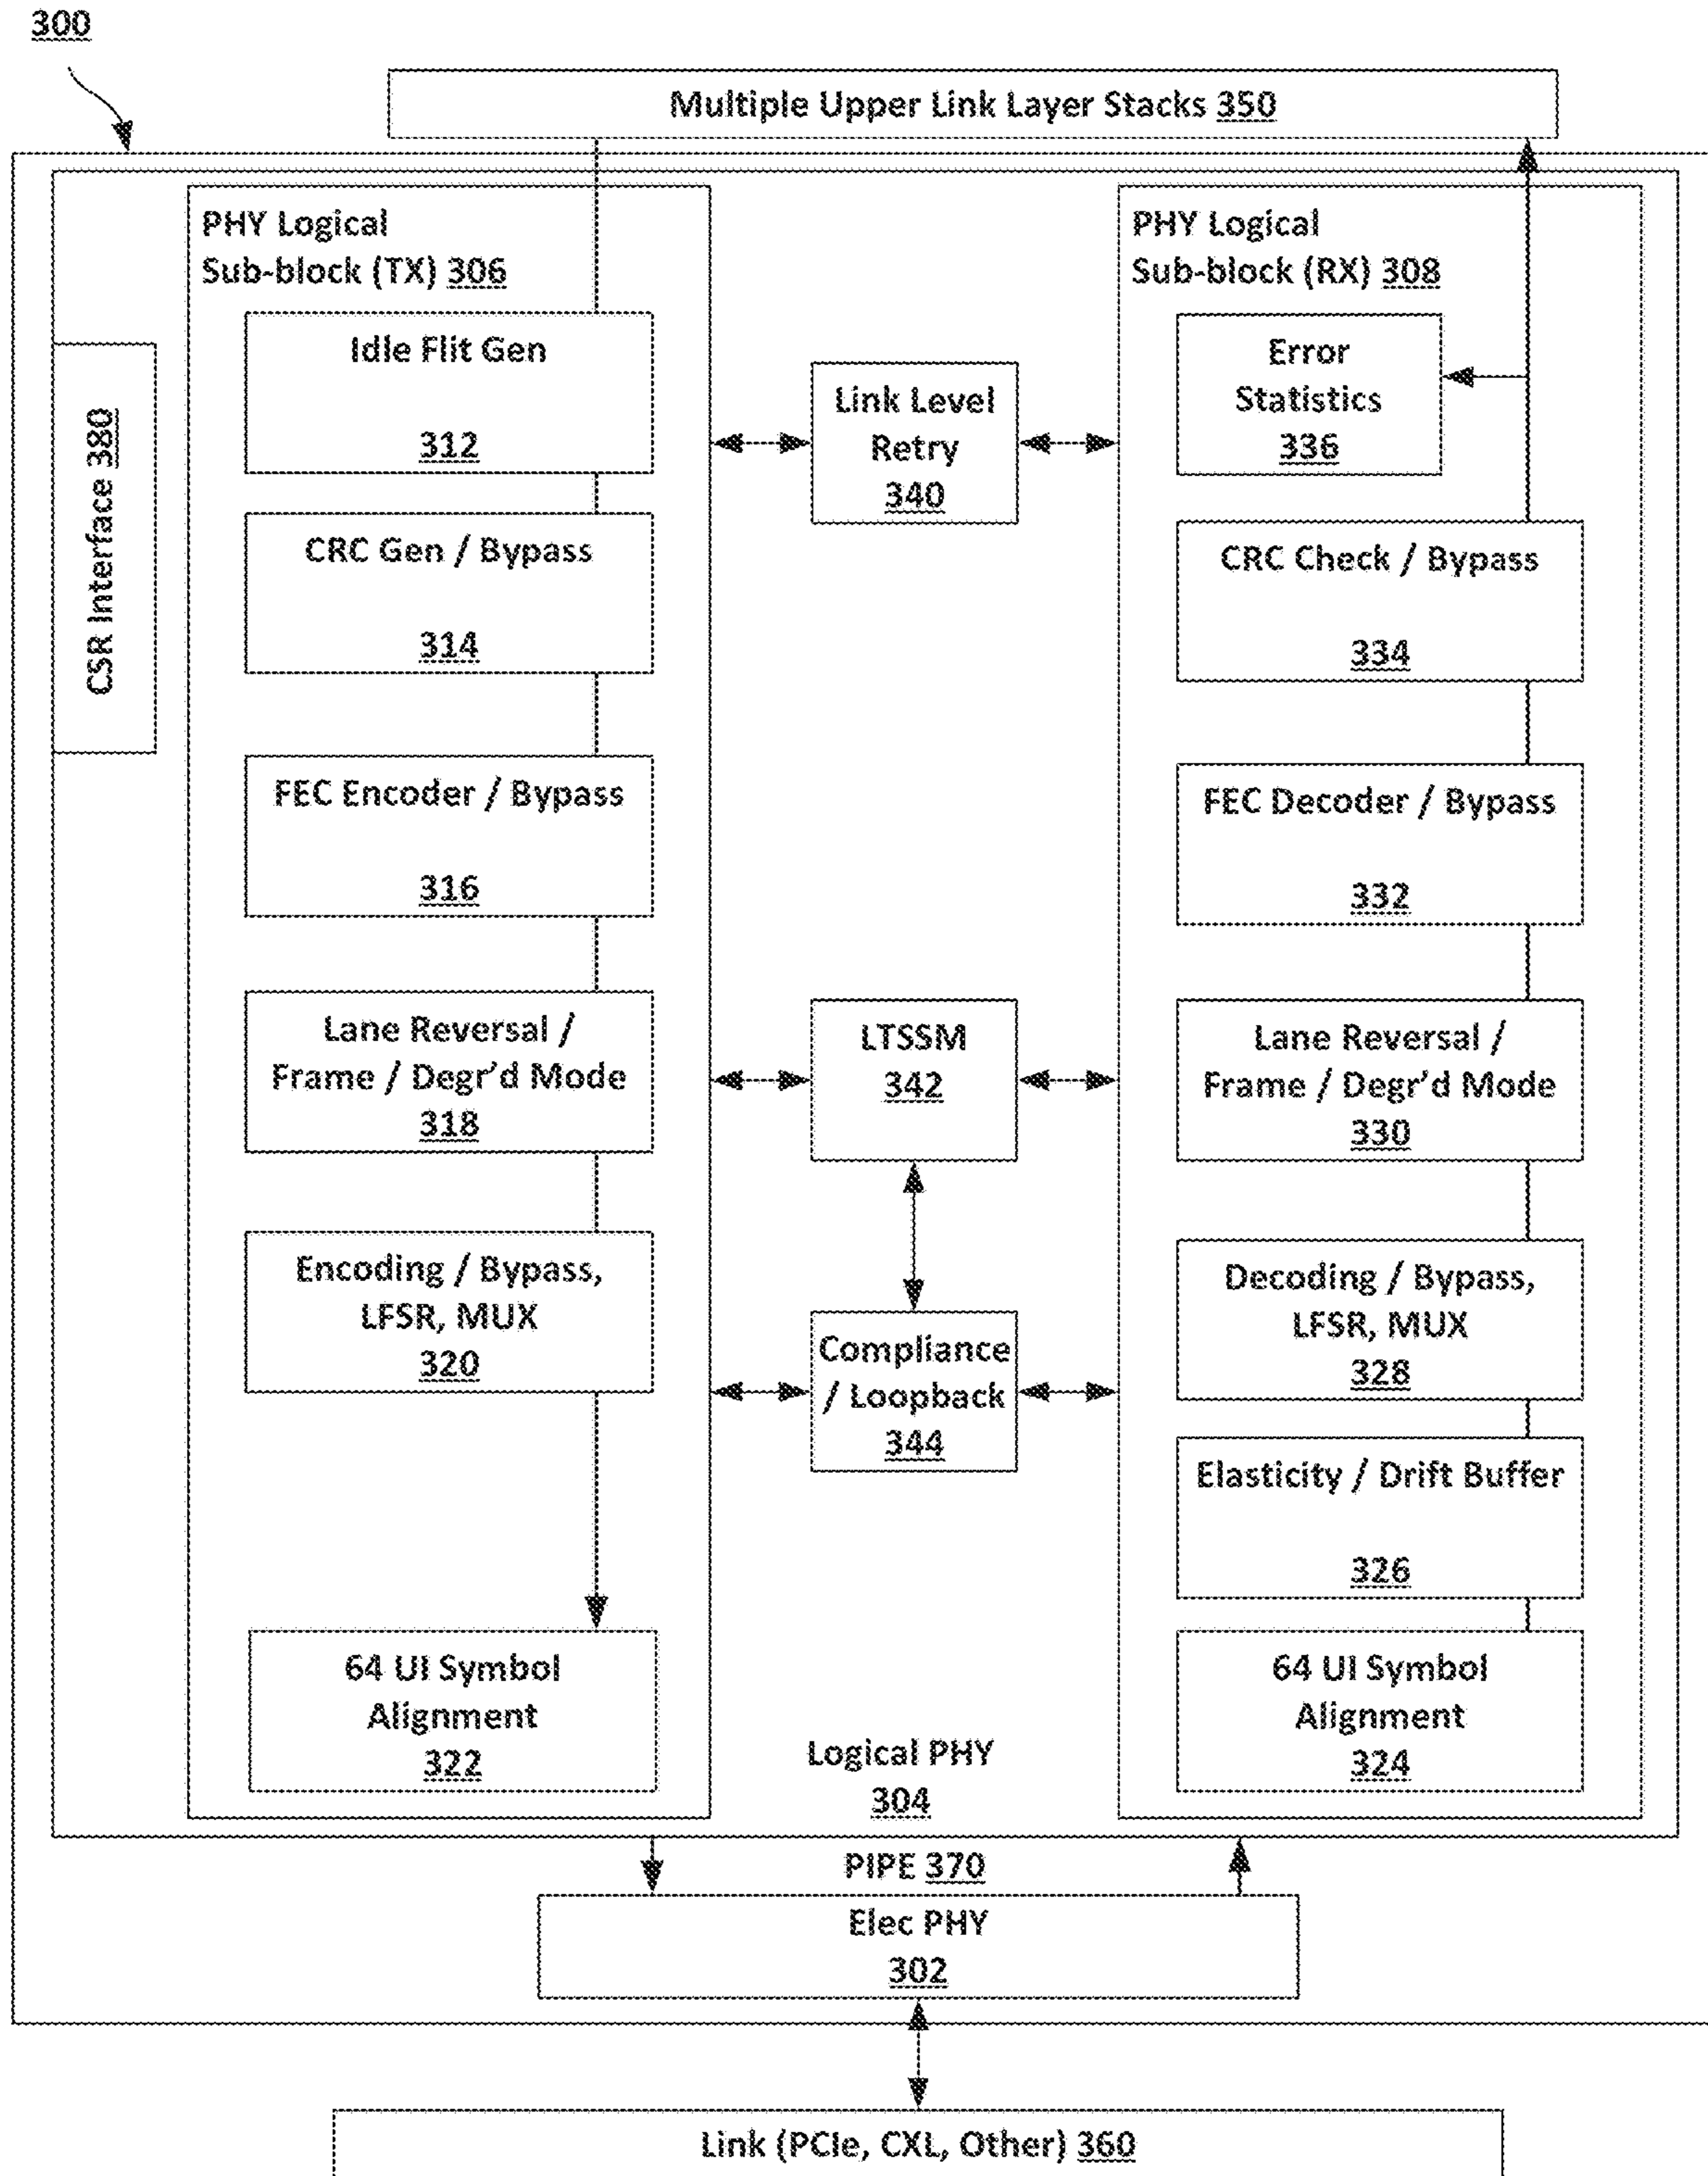 300
Multiple Upper Link Layer Stacks 350
PHY Logical
Sub-block (TX) 306
Idle Flit Gen
312
CRC Gen / Bypass
314
FEC Encoder / Bypass
316
Lane Reversal /
Frame / Degr'd Mode
318
Encoding / Bypass,
LFSR, MUX
320
64 UI Symbol
Alignment
322
CSR Interface 380
Link Level
Retry
340
LTSSM
342
Compliance
/ Loopback
344
Logical PHY
304
PHY Logical
Sub-block (RX) 308
Error
Statistics
336
CRC Check / Bypass
334
FEC Decoder / Bypass
332
Lane Reversal /
Frame / Degr'd Mode
330
Decoding / Bypass,
LFSR, MUX
328
Elasticity / Drift Buffer
326
64 UI Symbol
Alignment
324
PIPE 370
Elec PHY
302
Link (PCIe, CXL, Other) 360